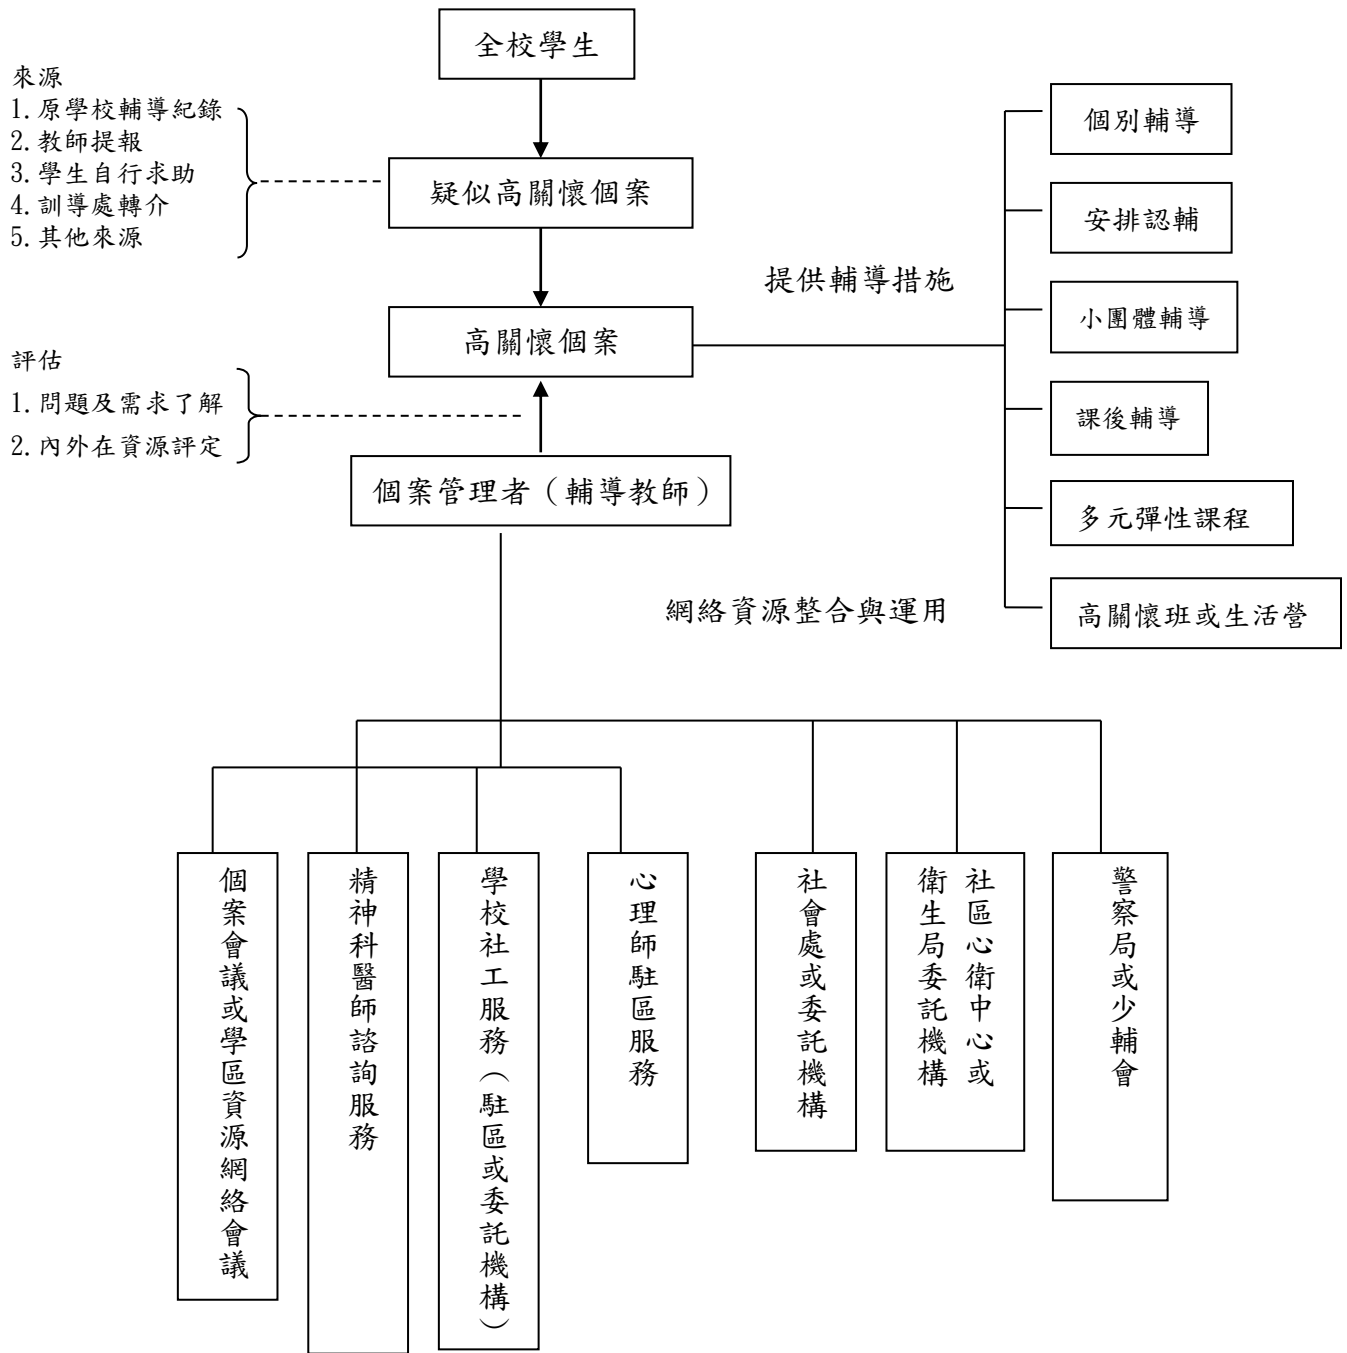 全校學生
來源
1.原學校輔導紀錄
2.教師提報
3.學生自行求助
4.訓導處轉介
5.其他來源
疑似高關懷個案
高關懷個案
評估
1.問題及需求了解
2.內外在資源評定
個案管理者（輔導教師）
提供輔導措施
個別輔導
安排認輔
小團體輔導
課後輔導
多元彈性課程
高關懷班或生活營
網絡資源整合與運用
個案會議或學區資源網絡會議
精神科醫師諮詢服務
學校社工服務（駐區或委託機構）
心理師駐區服務
社會處或委託機構
社區心衛中心或
衛生局委託機構
警察局或少輔會